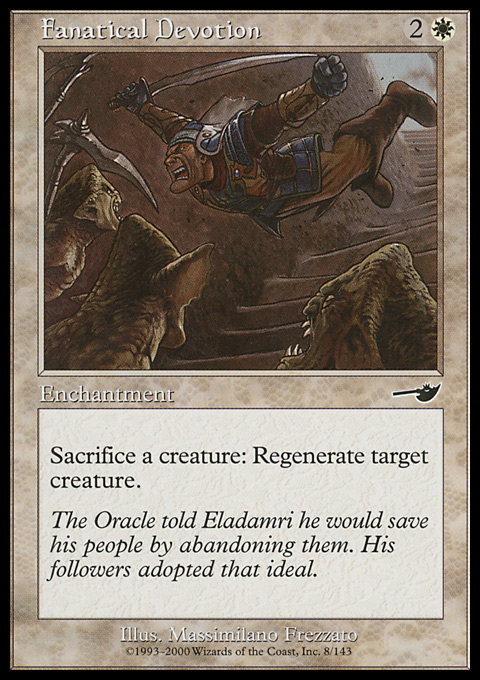 Fanatical Devotion 2
Enchantment
Sacrifice a creature: Regenerate target
creature.
The Oracle told Eladamri he would save
his people by abandoning them. His
followers adopted that ideal.
Illus. Massimiliano Frezzato
©1993–2000 Wizards of the Coast, Inc. 8/143